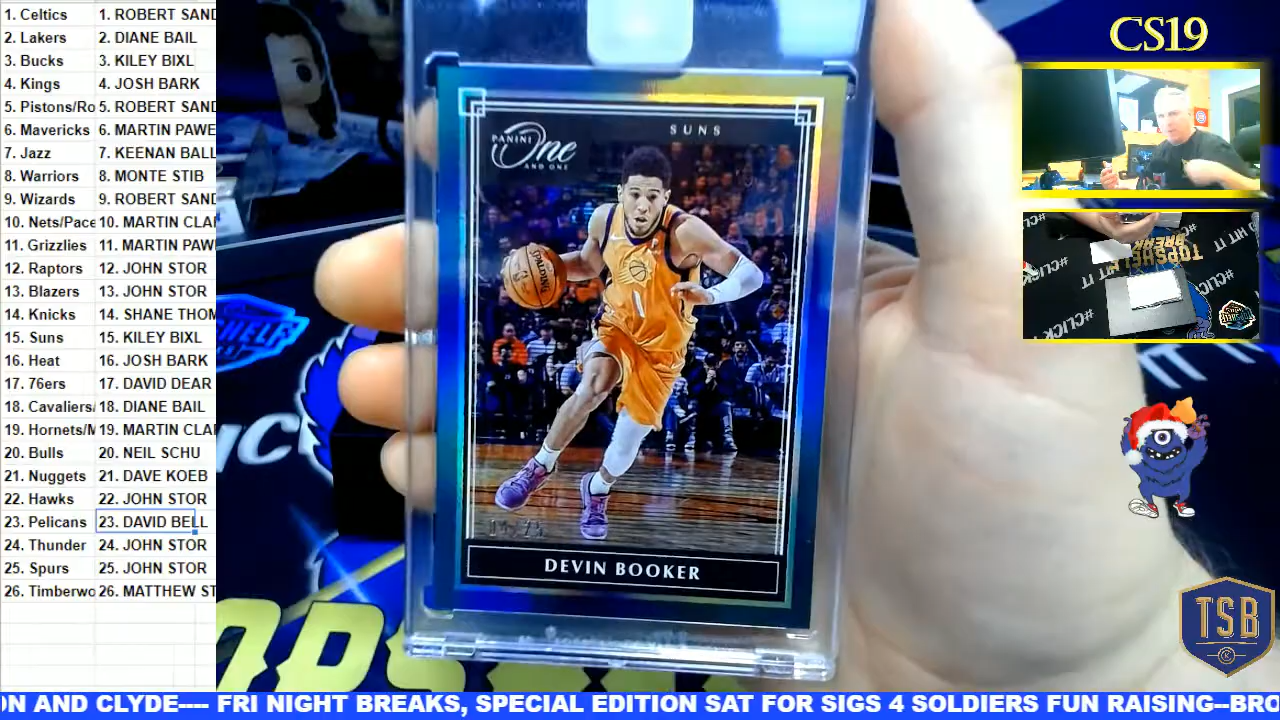 1. Celtics 1. ROBERT SAND
2. Lakers 2. DIANE BAIL
3. Bucks 3. KILEY BIXL
4. Kings 4. JOSH BARK
5. Pistons/Ro 5. ROBERT SAND
6. Mavericks 6. MARTIN PAWE
7. Jazz 7. KEENAN BALL
8. Warriors 8. MONTE STIB
9. Wizards 9. ROBERT SAND
10. Nets/Pace 10. MARTIN CLA
11. Grizzlies 11. MARTIN PAW
12. Raptors 12. JOHN STOR
13. Blazers 13. JOHN STOR
14. Knicks 14. SHANE THOM
15. Suns 15. KILEY BIXL
16. Heat 16. JOSH BARK
17. 76ers 17. DAVID DEAR
18. Cavaliers/ 18. DIANE BAIL
19. Hornets/M 19. MARTIN CLA
20. Bulls 20. NEIL SCHU
21. Nuggets 21. DAVE KOEB
22. Hawks 22. JOHN STOR
23. Pelicans 23. DAVID BELL
24. Thunder 24. JOHN STOR
25. Spurs 25. JOHN STOR
26. Timberwo 26. MATTHEW ST
SUNS
PANINI
One
AND ONE
SPALDING
1
DEVIN BOOKER
CS19
TOPSHELF
BREAK
#CLICK
IT
TSB
ON AND CLYDE---- FRI NIGHT BREAKS, SPECIAL EDITION SAT FOR SIGS 4 SOLDIERS FUN RAISING--BRO